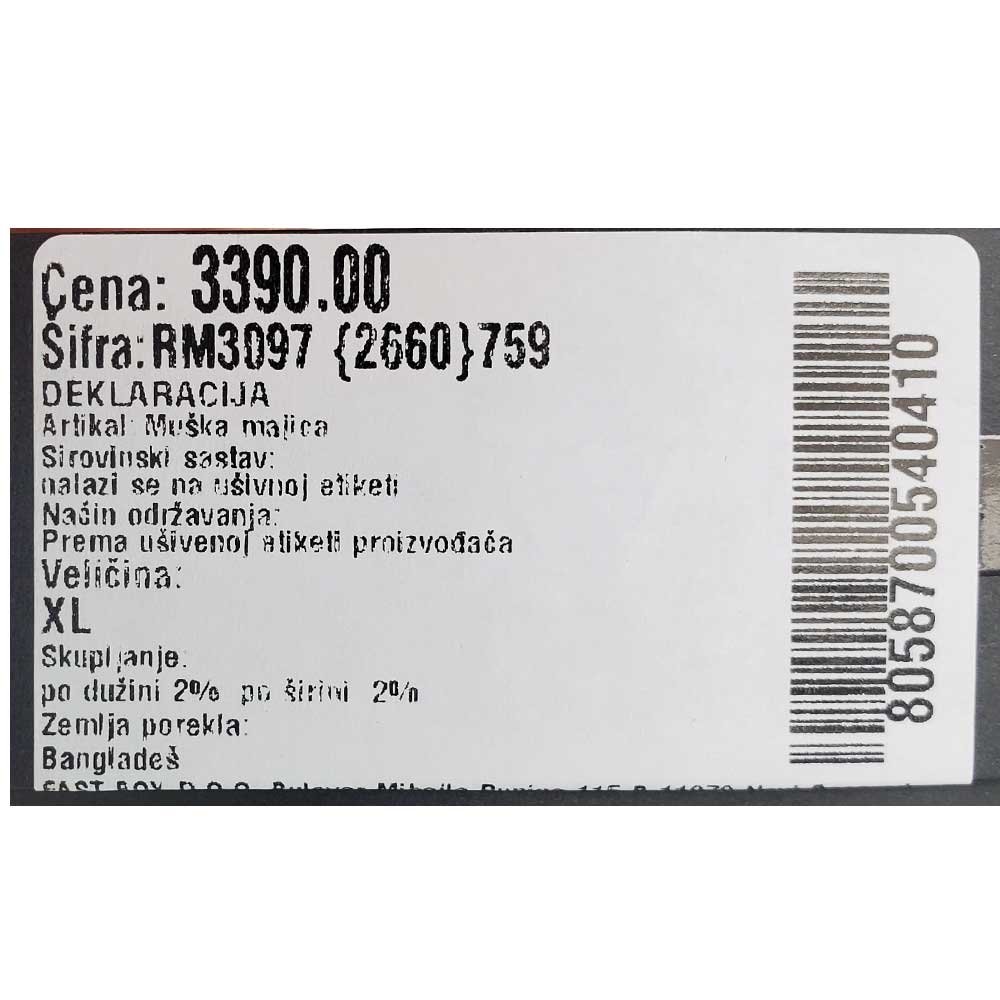 Cena: 3390.00
Šifra:RM3097 {2660}759
DEKLARACIJA
Artikal: Muška majica
Sirovinski sastav:
nalazi se na ušivnoj etiketi
Način održavanja:
Prema ušivenoj etiketi proizvođača
Veličina:
XL
Skupljanje:
po dužini 2% po širini 2%
Zemlja porekla:
Bangladeš
8058700540410